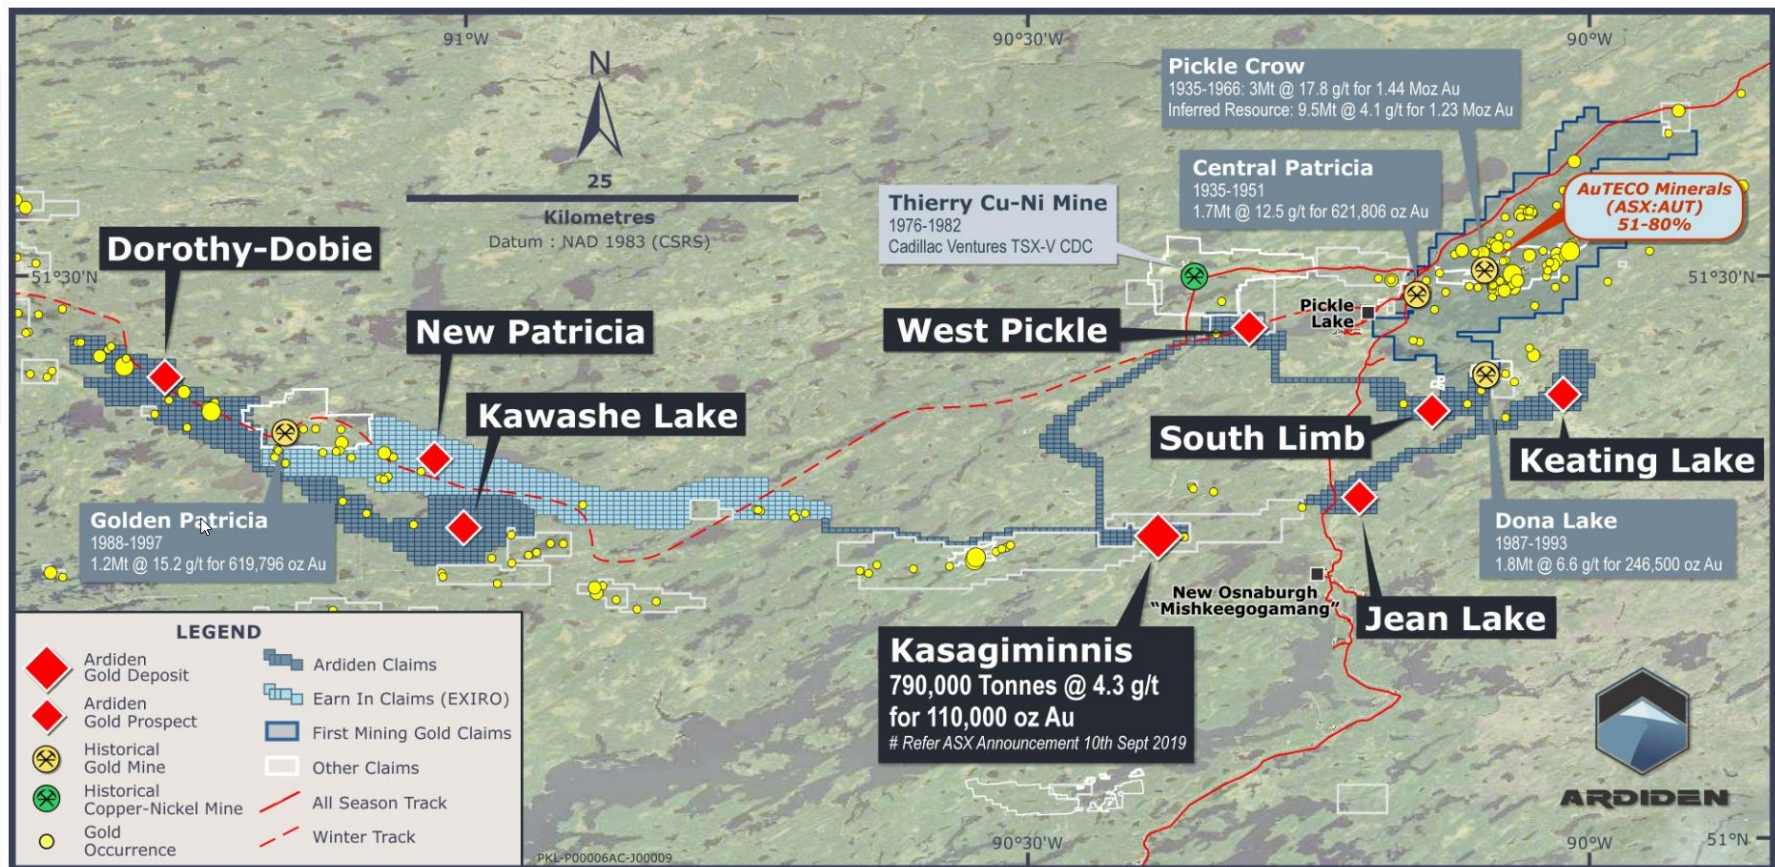 91°W
90°30'W
90°W
N
25
Kilometres
Datum : NAD 1983 (CSRS)
Pickle Crow
1935-1966: 3Mt @ 17.8 g/t for 1.44 Moz Au
Inferred Resource: 9.5Mt @ 4.1 g/t for 1.23 Moz Au
Central Patricia
1935-1951
1.7Mt @ 12.5 g/t for 621,806 oz Au
AuTECO Minerals
(ASX:AUT)
51-80%
Thierry Cu-Ni Mine
1976-1982
Cadillac Ventures TSX-V CDC
Dorothy-Dobie
51°30'N
51°30'N
New Patricia
West Pickle
Pickle
Lake
Kawashe Lake
South Limb
Keating Lake
Golden Patricia
1988-1997
1.2Mt @ 15.2 g/t for 619,796 oz Au
Dona Lake
1987-1993
1.8Mt @ 6.6 g/t for 246,500 oz Au
New Osnaburgh
"Mishkeegogamang"
Jean Lake
Kasagiminnis
790,000 Tonnes @ 4.3 g/t
for 110,000 oz Au
# Refer ASX Announcement 10th Sept 2019
LEGEND
Ardiden
Gold Deposit
Ardiden
Gold Prospect
Historical
Gold Mine
Historical
Copper-Nickel Mine
Gold
Occurrence
Ardiden Claims
Earn In Claims (EXIRO)
First Mining Gold Claims
Other Claims
All Season Track
Winter Track
PKL-P00006AC-J00009
ARDIDEN
90°30'W
90°W
51°N